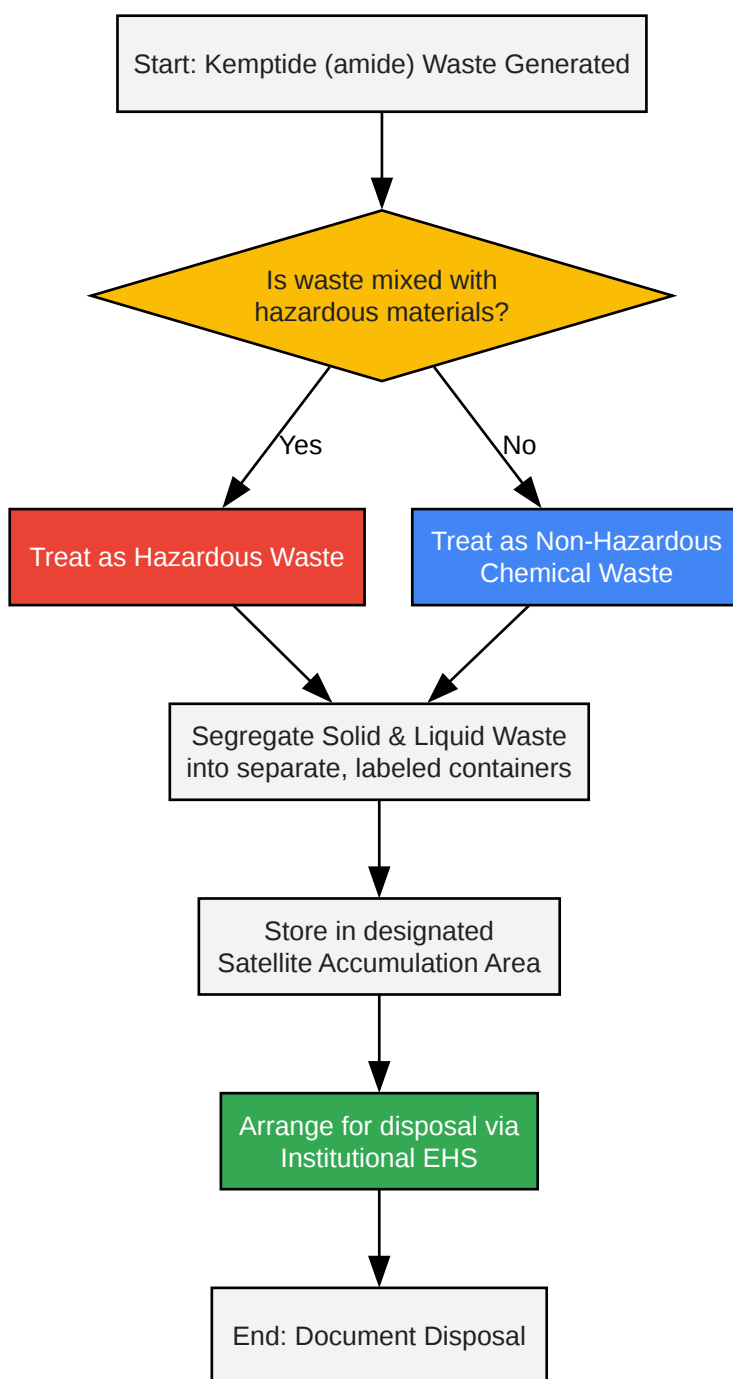 Start: Kemptide (amide) Waste Generated
Is waste mixed with
hazardous materials?
Yes
No
Treat as Hazardous Waste
Treat as Non-Hazardous
Chemical Waste
Segregate Solid & Liquid Waste
into separate, labeled containers
Store in designated
Satellite Accumulation Area
Arrange for disposal via
Institutional EHS
End: Document Disposal